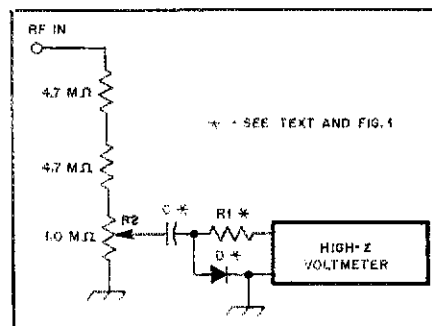 RF IN
4.7 MΩ
* - SEE TEXT AND FIG. 1
4.7 MΩ
C *
R1 *
R2
1.0 MΩ
D *
HIGH-Z
VOLTMETER